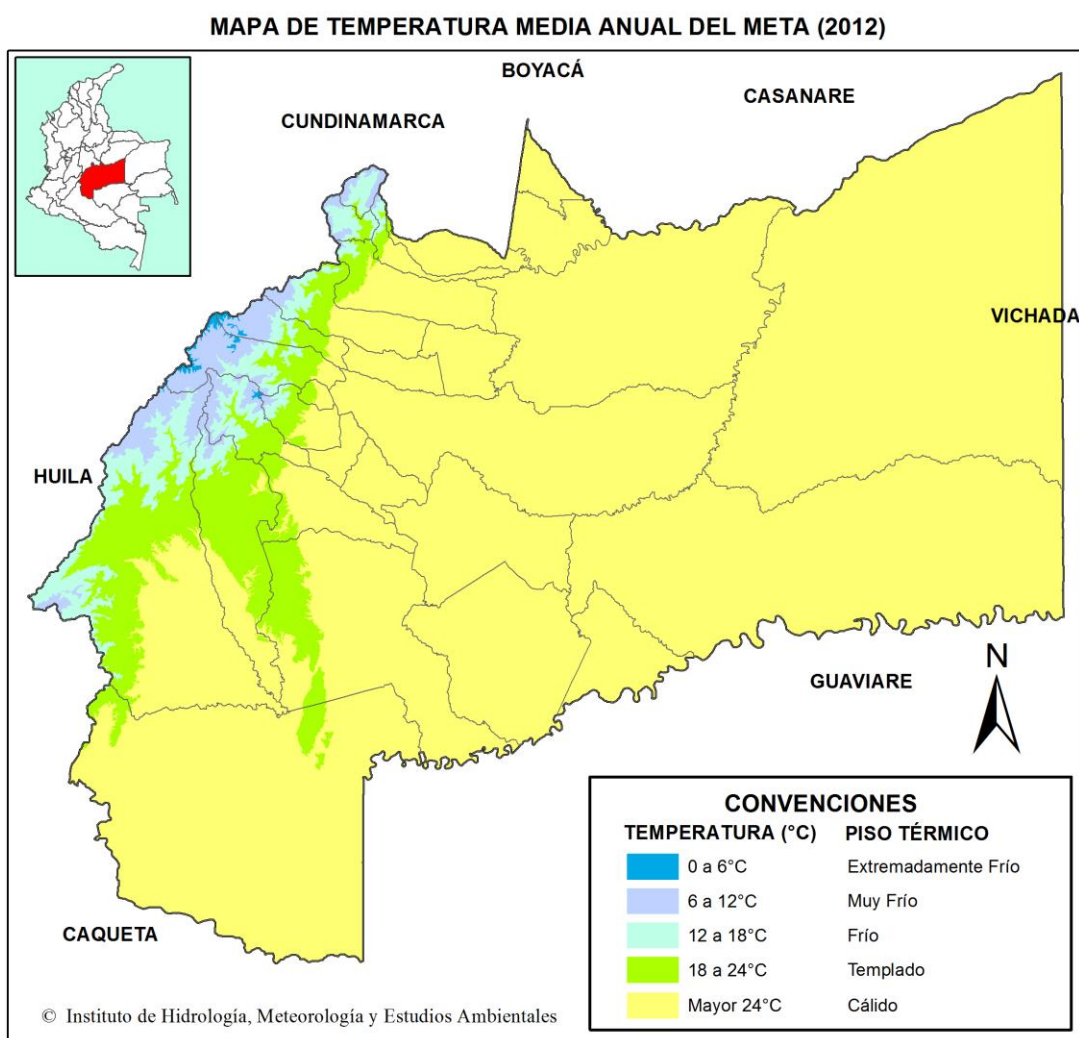 MAPA DE TEMPERATURA MEDIA ANUAL DEL META (2012)
BOYACÁ
CASANARE
CUNDINAMARCA
VICHADA
HUILA
GUAVIARE
N
CAQUETA
CONVENCIONES
TEMPERATURA (°C) PISO TÉRMICO
0 a 6°C Extremadamente Frío
6 a 12°C Muy Frío
12 a 18°C Frío
18 a 24°C Templado
Mayor 24°C Cálido
© Instituto de Hidrología, Meteorología y Estudios Ambientales